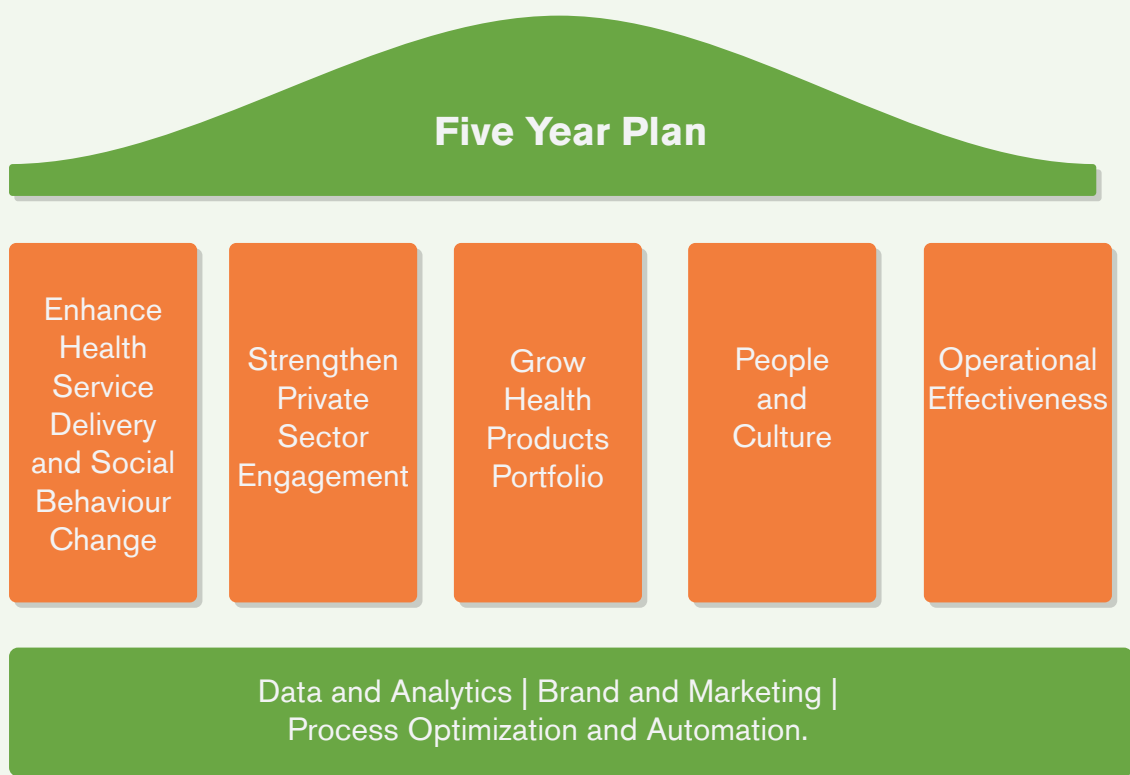 Five Year Plan
Enhance
Health
Service
Delivery
and Social
Behaviour
Change
Strengthen
Private
Sector
Engagement
Grow
Health
Products
Portfolio
People
and
Culture
Operational
Effectiveness
Data and Analytics | Brand and Marketing |
Process Optimization and Automation.